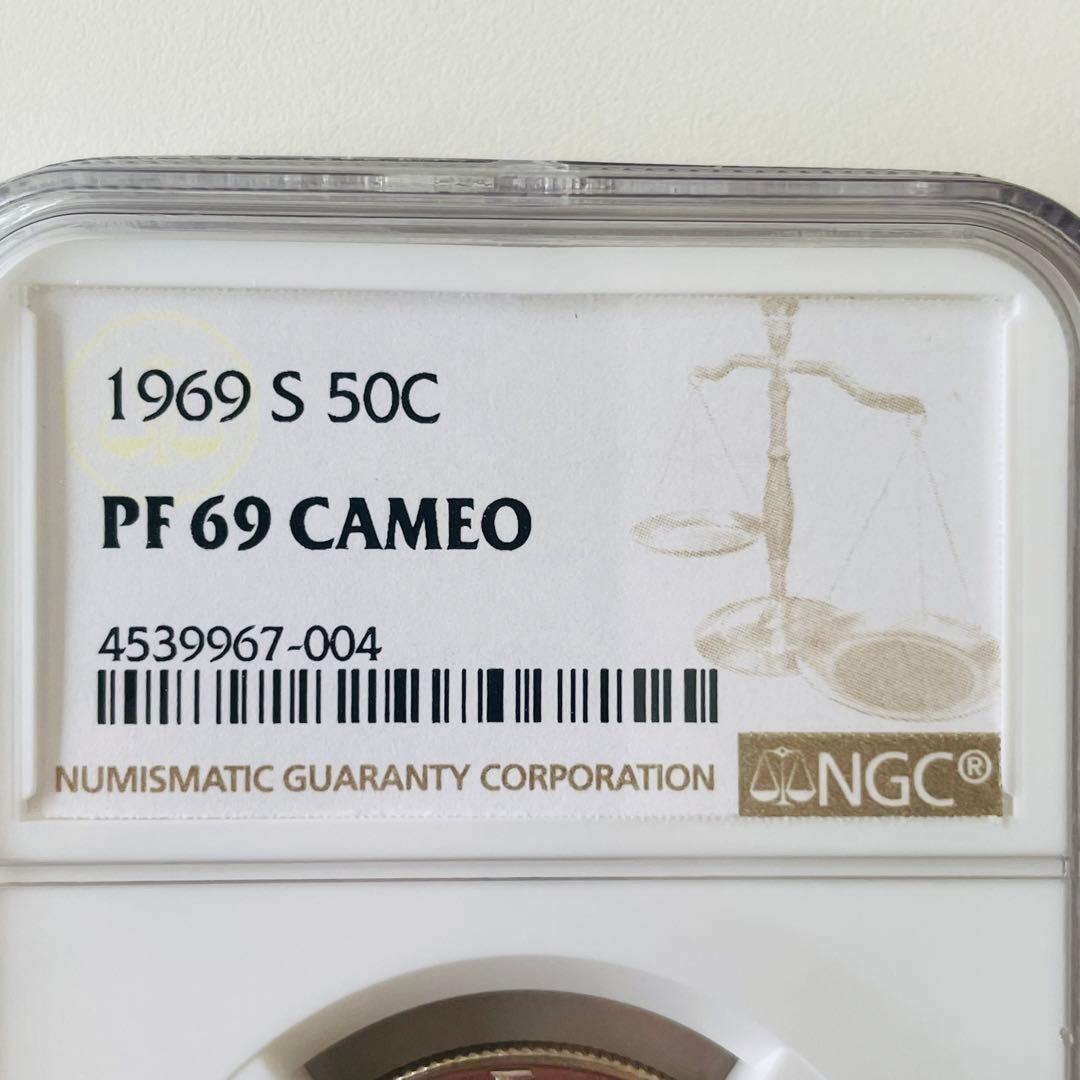 1969 S 50C
PF 69 CAMEO
4539967-004
NUMISMATIC GUARANTY CORPORATION
NGC®